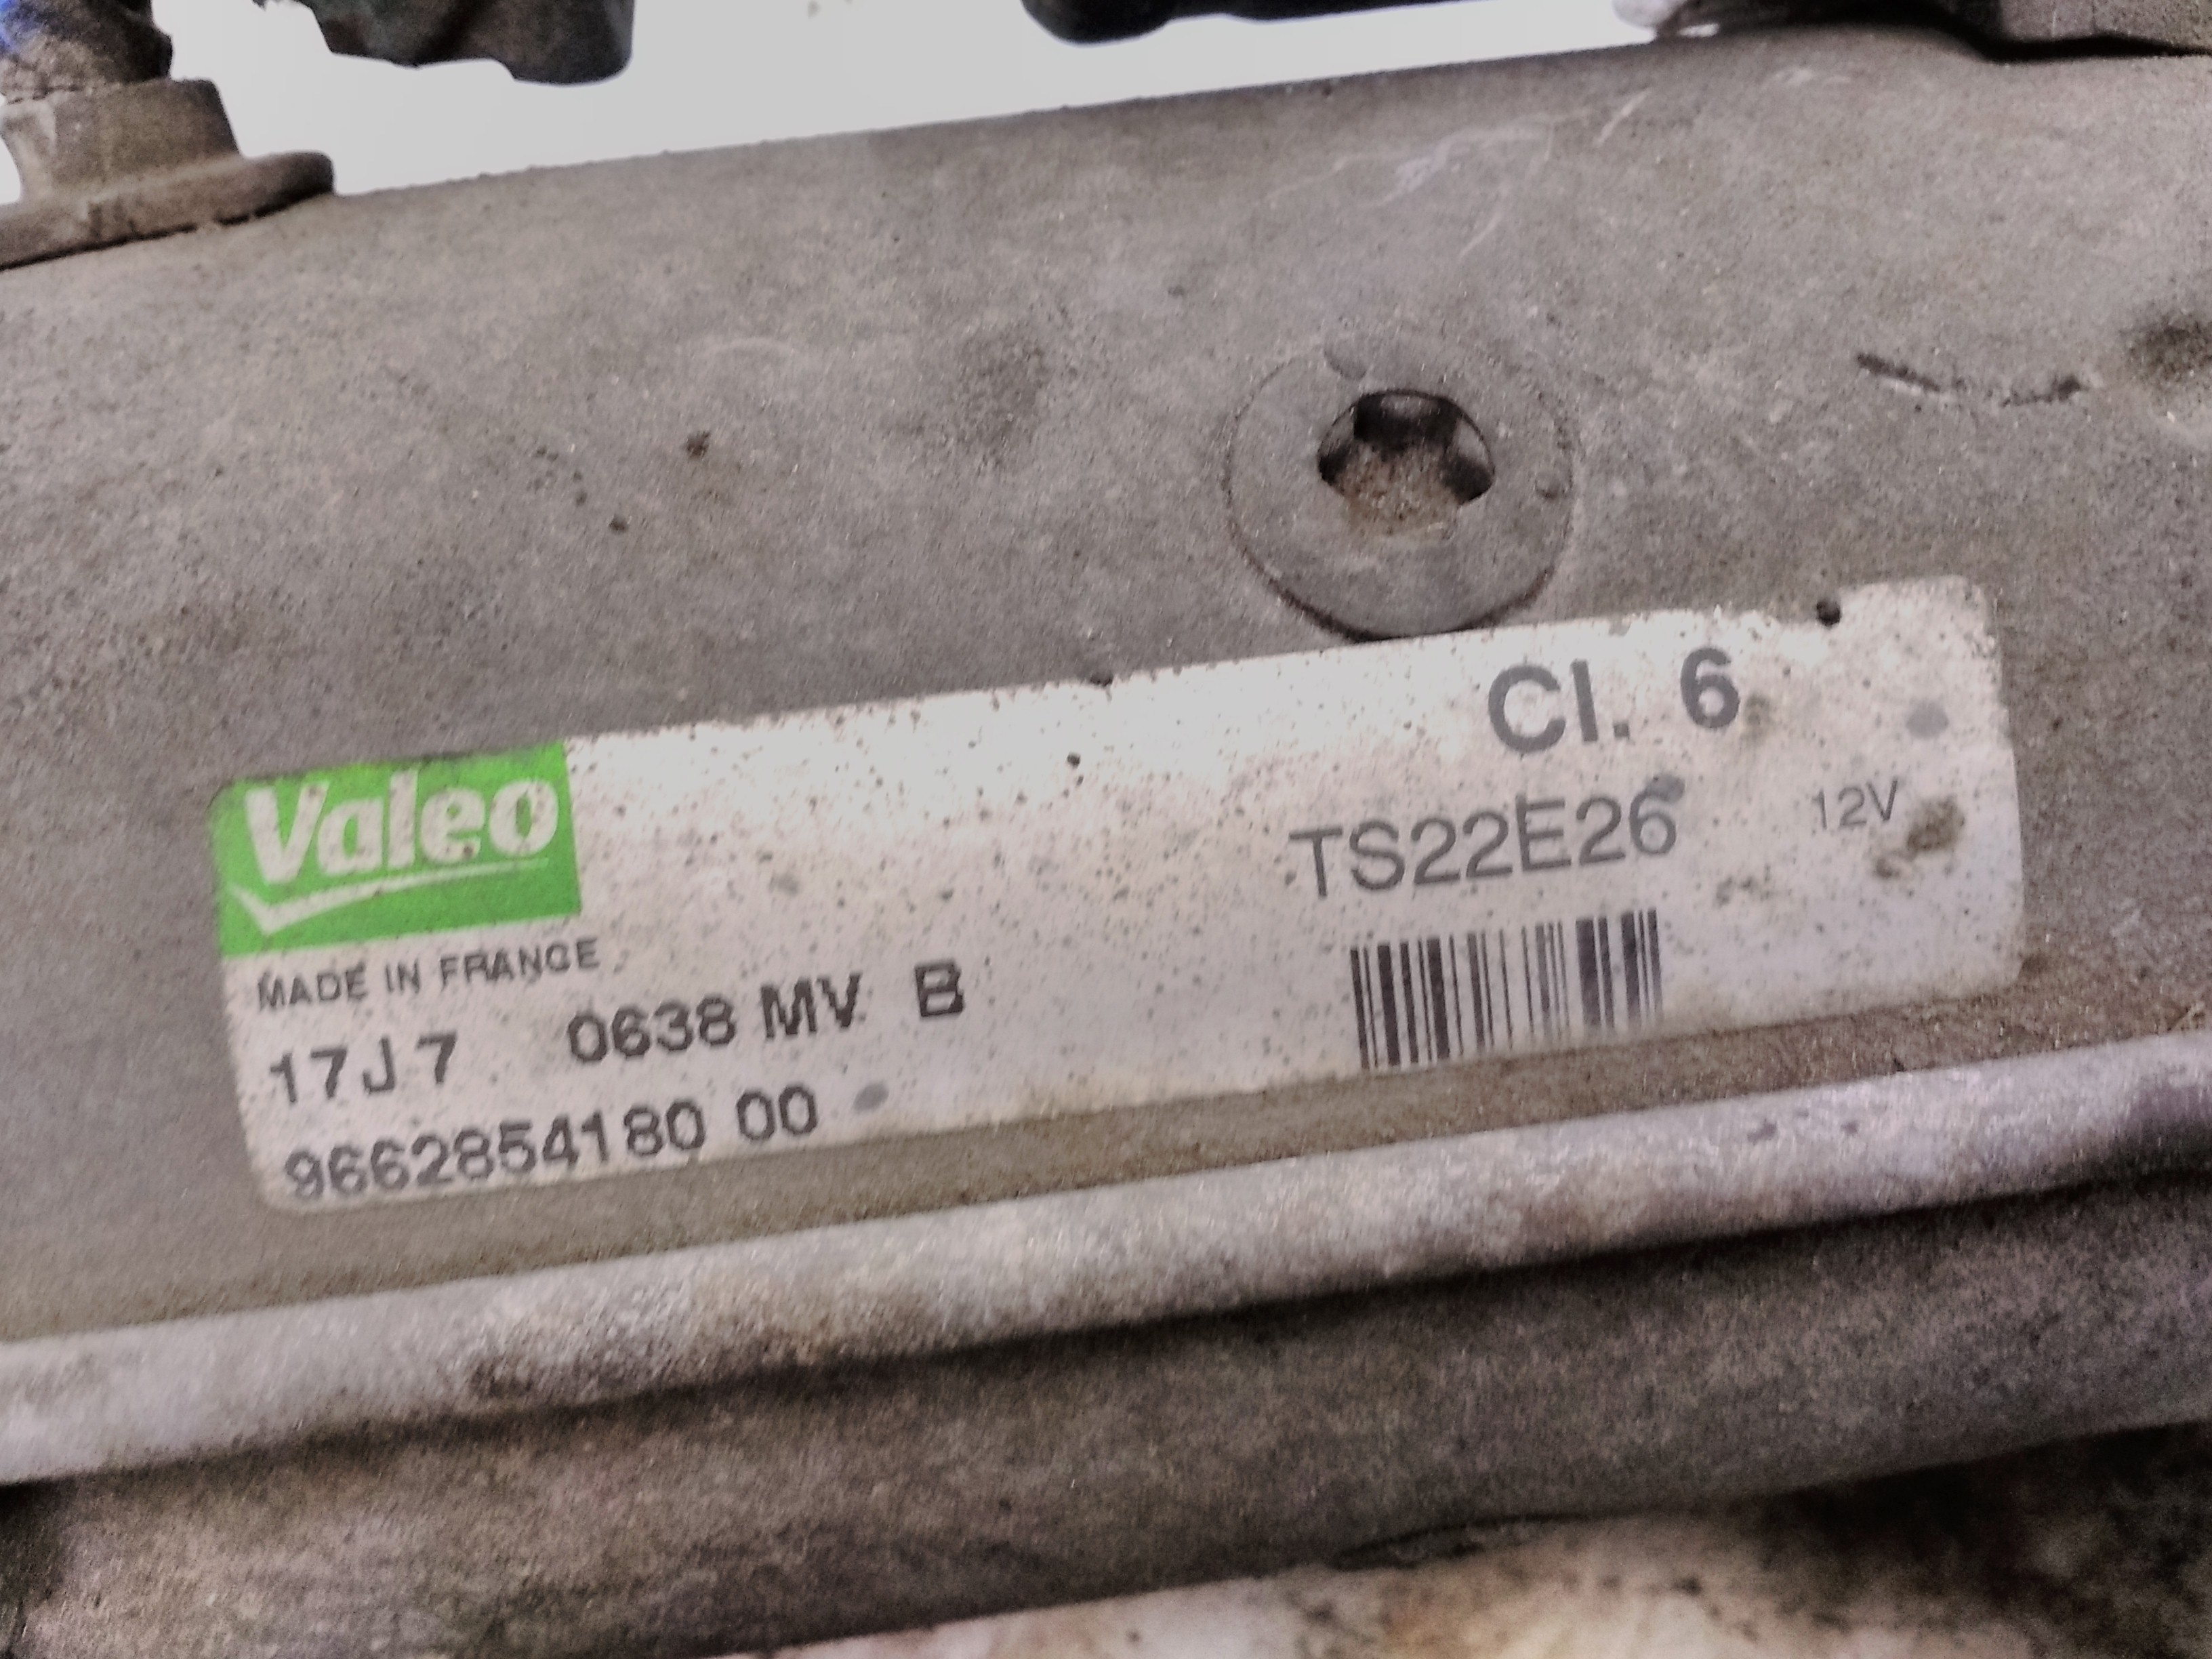 Valeo
Cl. 6
TS22E26 12V
MADE IN FRANCE
17J7 0638 MV B
9662854180 00